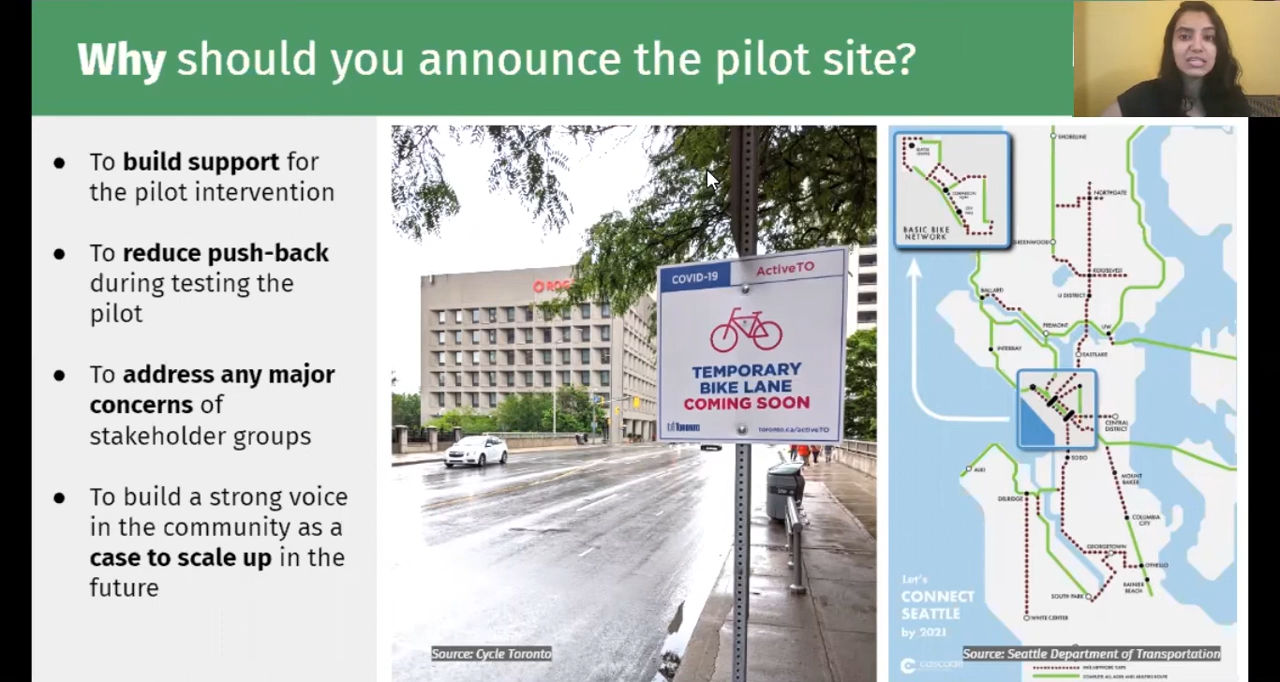 Why should you announce the pilot site?
● To build support for
the pilot intervention
● To reduce push-back
during testing the
pilot
● To address any major
concerns of
stakeholder groups
● To build a strong voice
in the community as a
case to scale up in the
future
COVID-19
ActiveTO
TEMPORARY
BIKE LANE
COMING SOON
TORONTO
toronto.ca/activeTO
Source: Cycle Toronto
BASIC BIKE
NETWORK
SHORELINE
NORTHGATE
GREENWOOD
ROOSEVELT
U DISTRICT
BALLARD
FREMONT
UW
INTERBAY
EASTLAKE
CENTRAL
DISTRICT
SODO
ALKI
MOUNT
BAKER
DELRIDGE
COLUMBIA
CITY
GEORGETOWN
OTHELLO
RAINIER
BEACH
SOUTH PARK
WHITE CENTER
Let's
CONNECT
SEATTLE
by 2021
cascade
Source: Seattle Department of Transportation